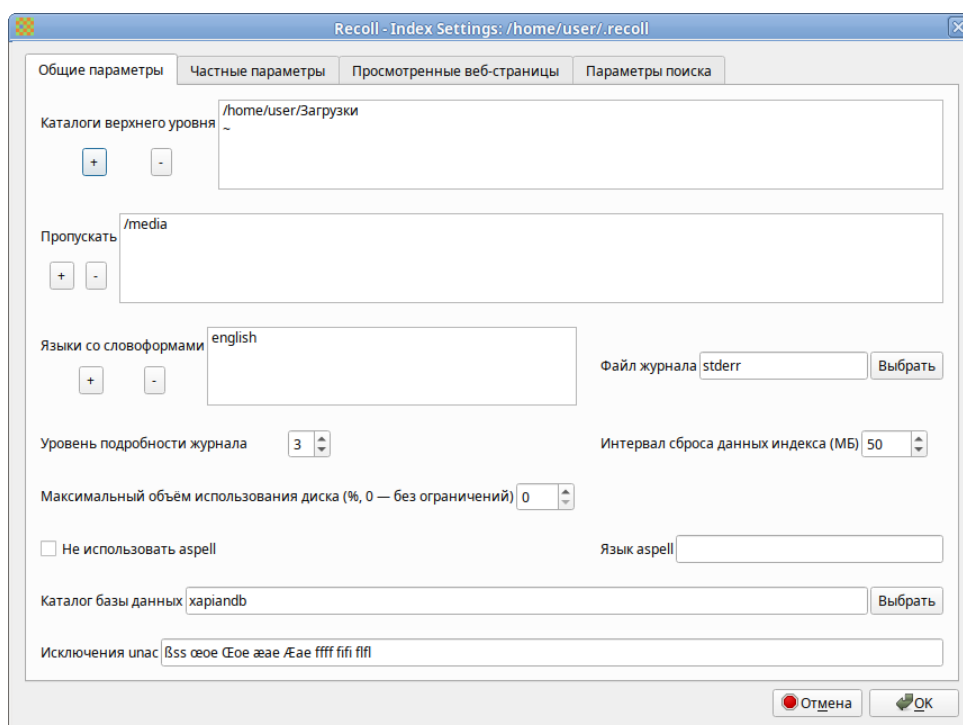 Recoll - Index Settings: /home/user/.recoll
Общие параметры Частные параметры Просмотренные веб-страницы Параметры поиска
/home/user/Загрузки
Каталоги верхнего уровня ~
+ -
/media
Пропускать
+ -
english
Языки со словоформами
Файл журнала stderr Выбрать
+ -
Уровень подробности журнала 3 Интервал сброса данных индекса (МБ) 50
Максимальный объём использования диска (%, 0 — без ограничений) 0
Не использовать aspell Язык aspell
Каталог базы данных xapiandb Выбрать
Исключения unac ßss œoe Œoe æae Æae ffff fifi flfl
Отмена OK